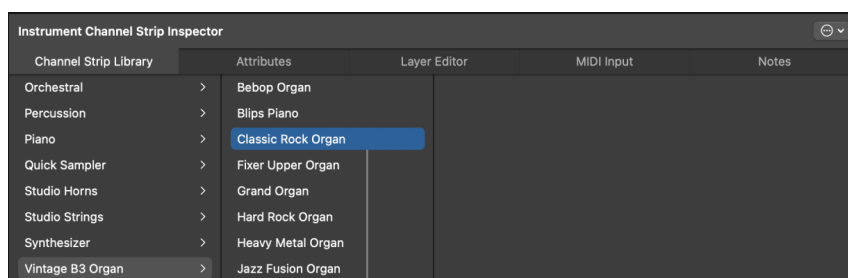 Instrument Channel Strip Inspector
Channel Strip Library
Attributes
Layer Editor
MIDI Input
Notes
Orchestral
Percussion
Piano
Quick Sampler
Studio Horns
Studio Strings
Synthesizer
Vintage B3 Organ
Bebop Organ
Blips Piano
Classic Rock Organ
Fixer Upper Organ
Grand Organ
Hard Rock Organ
Heavy Metal Organ
Jazz Fusion Organ